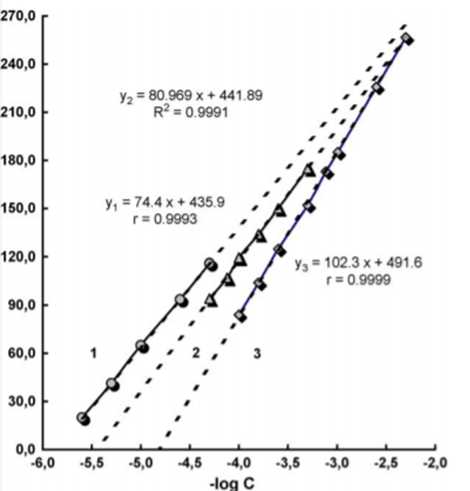 270,0
240,0
y₂ = 80.969 x + 441.89
R² = 0.9991
210,0
180,0
y₁ = 74.4 x + 435.9
r = 0.9993
150,0
120,0
y₃ = 102.3 x + 491.6
r = 0.9999
90,0
60,0
1 2 3
30,0
0,0
-6,0 -5,5 -5,0 -4,5 -4,0 -3,5 -3,0 -2,5 -2,0
-log C